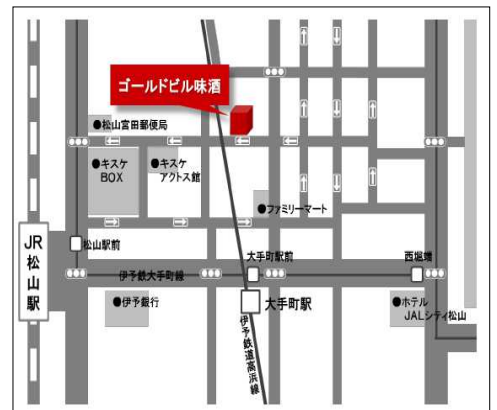 ゴールドビル味酒
●松山宮田郵便局
●キスケ
BOX
●キスケ
アクトス館
●ファミリーマート
JR
松山駅
松山駅前
大手町駅前
西堀端
伊予鉄大手町線
●伊予銀行
大手町駅
●ホテル
JALシティ松山
伊予鉄道高浜線